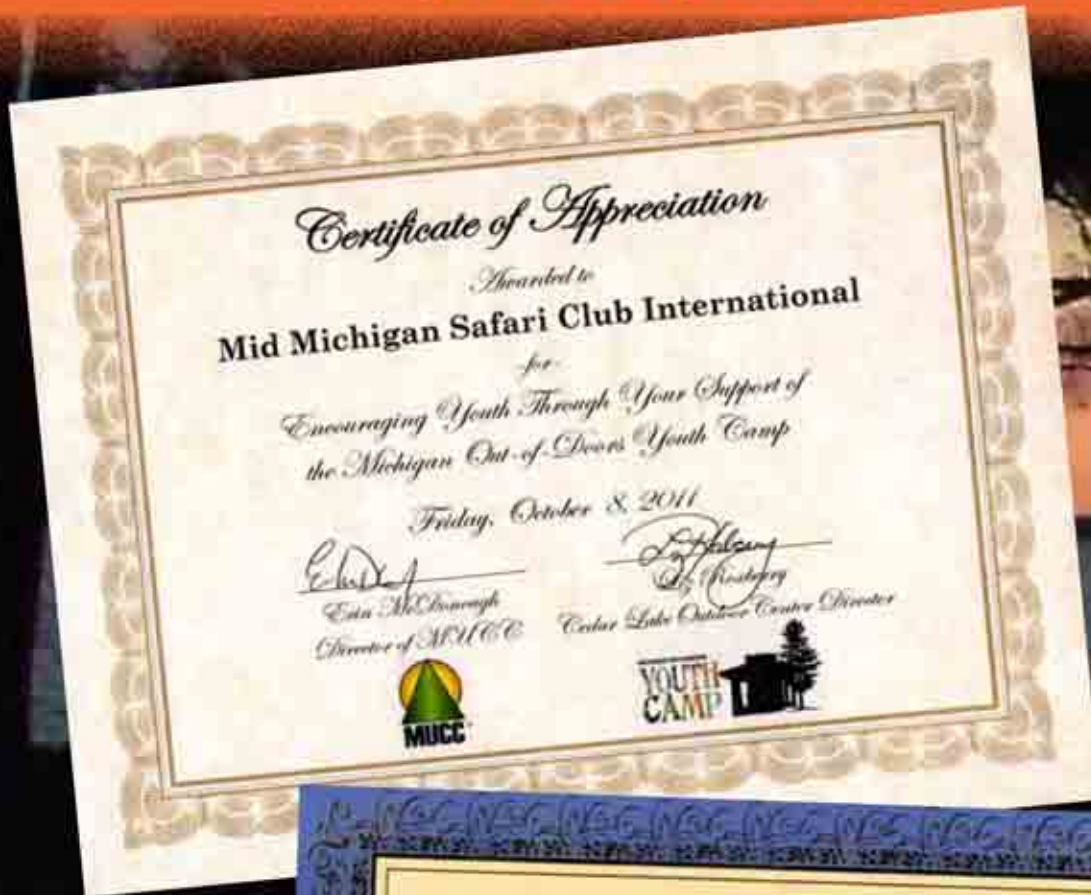 Certificate of Appreciation
Awarded to
Mid Michigan Safari Club International
for
Encouraging Youth Through Your Support of
the Michigan Out-of-Doors Youth Camp
Friday, October 8, 2011
Erin McDonough
Director of MUCC
Cedar Lake Outdoor Center Director
MUCC
YOUTH
CAMP